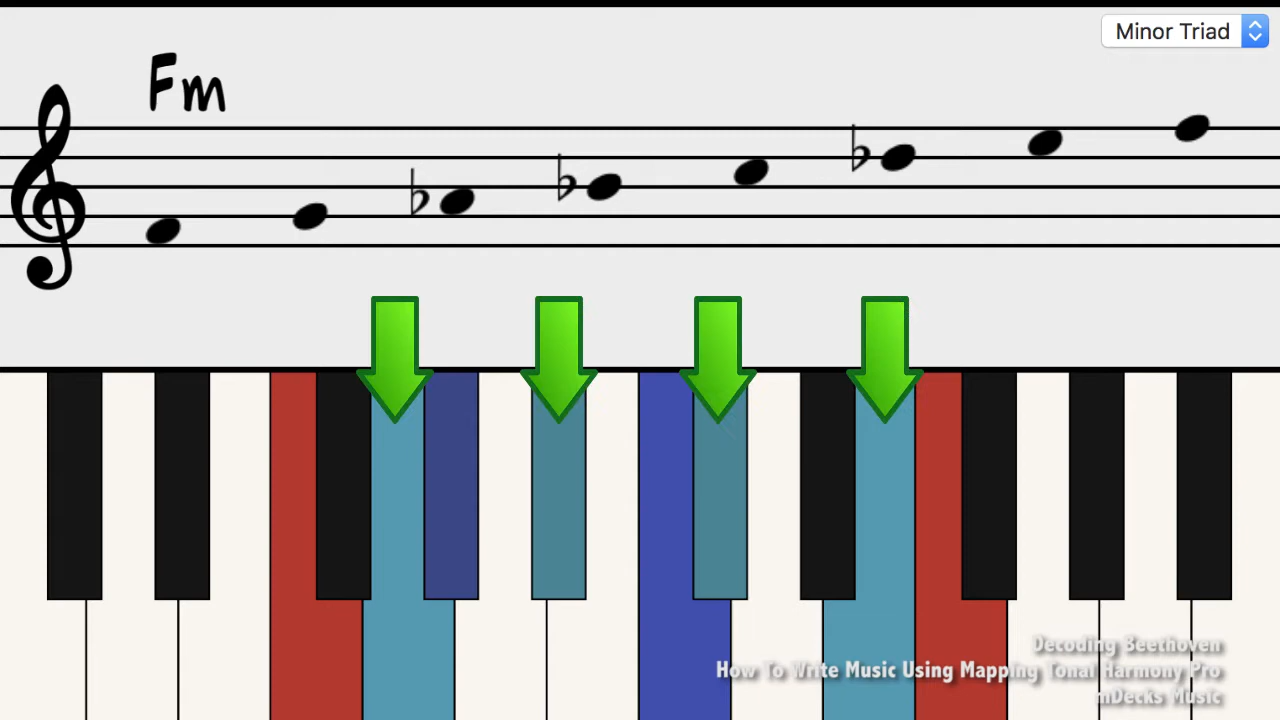 Minor Triad
Fm
Decoding Beethoven
How To Write Music Using Mapping Tonal Harmony Pro
mDecks Music